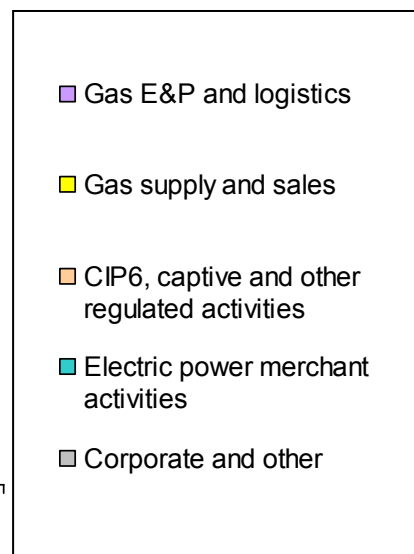 Gas E&P and logistics
Gas supply and sales
CIP6, captive and other
regulated activities
Electric power merchant
activities
Corporate and other